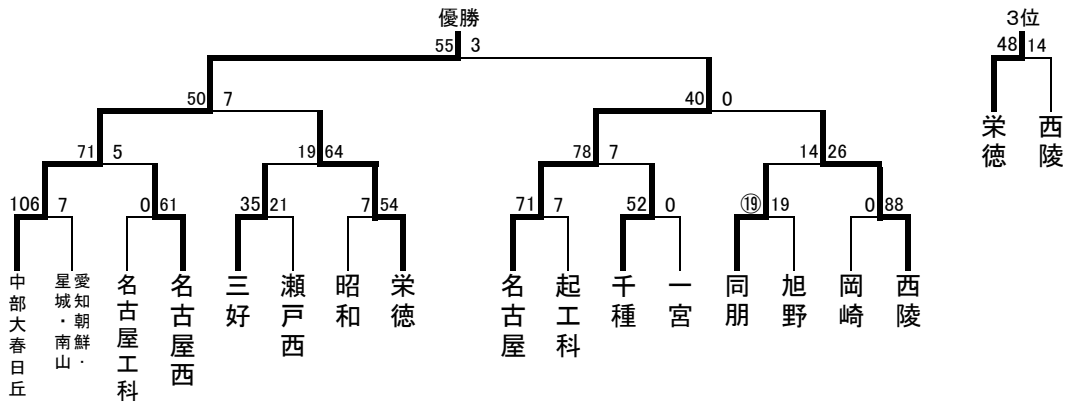 優勝
3位
55 3
48 14
50 7
40 0
栄徳
西陵
71 5
19 64
78 7
14 26
106 7
0 61
35 21
7 54
71 7
52 0
⑲ 19
0 88
中部大春日丘
愛知朝鮮・
星城・南山
名古屋工科
名古屋西
三好
瀬戸西
昭和
栄徳
名古屋
起工科
千種
一宮
同朋
旭野
岡崎
西陵